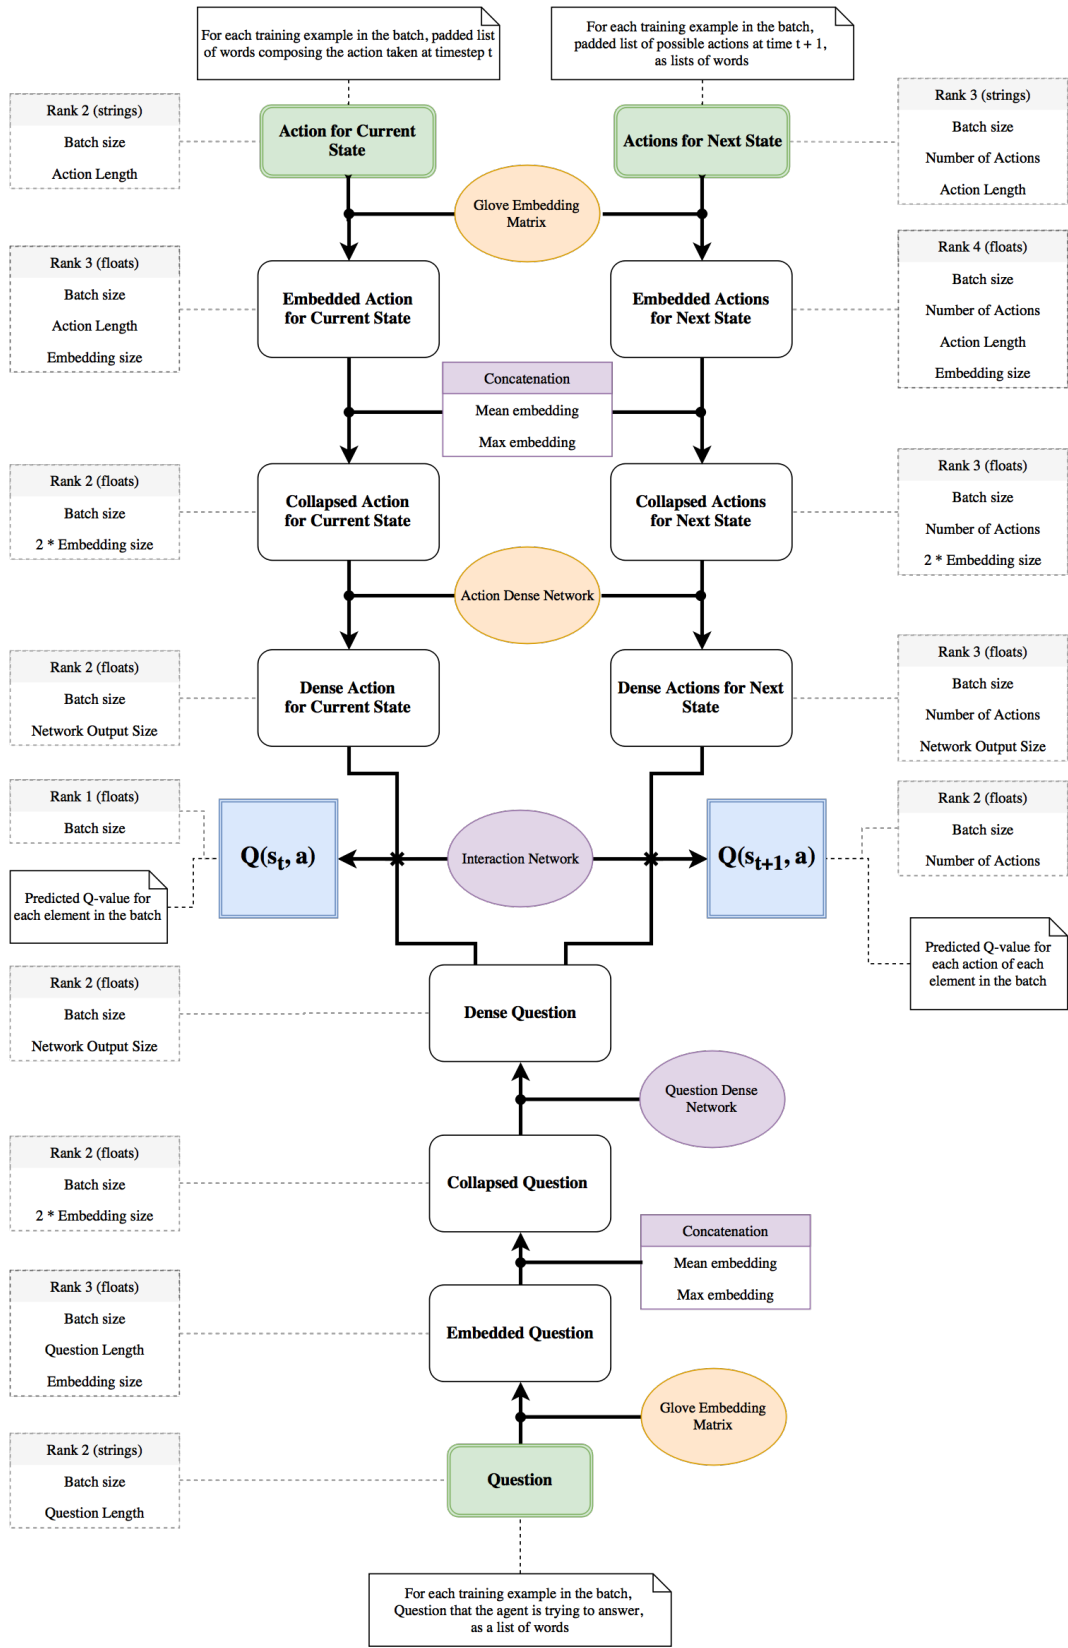 For each training example in the batch, padded list
of words composing the action taken at timestep t
For each training example in the batch,
padded list of possible actions at time t + 1,
as lists of words
Rank 2 (strings)
Batch size
Action Length
Action for Current
State
Actions for Next State
Rank 3 (strings)
Batch size
Number of Actions
Action Length
Glove Embedding
Matrix
Rank 3 (floats)
Batch size
Action Length
Embedding size
Embedded Action
for Current State
Embedded Actions
for Next State
Rank 4 (floats)
Batch size
Number of Actions
Action Length
Embedding size
Concatenation
Mean embedding
Max embedding
Rank 2 (floats)
Batch size
2 * Embedding size
Collapsed Action
for Current State
Collapsed Actions
for Next State
Rank 3 (floats)
Batch size
Number of Actions
2 * Embedding size
Action Dense Network
Rank 2 (floats)
Batch size
Network Output Size
Dense Action
for Current State
Dense Actions for Next
State
Rank 3 (floats)
Batch size
Number of Actions
Network Output Size
Rank 1 (floats)
Batch size
Q(st, a)
Interaction Network
Q(st+1, a)
Rank 2 (floats)
Batch size
Number of Actions
Predicted Q-value for
each element in the batch
Predicted Q-value for
each action of each
element in the batch
Rank 2 (floats)
Batch size
Network Output Size
Dense Question
Question Dense
Network
Rank 2 (floats)
Batch size
2 * Embedding size
Collapsed Question
Concatenation
Mean embedding
Max embedding
Rank 3 (floats)
Batch size
Question Length
Embedding size
Embedded Question
Glove Embedding
Matrix
Rank 2 (strings)
Batch size
Question Length
Question
For each training example in the batch,
Question that the agent is trying to answer,
as a list of words